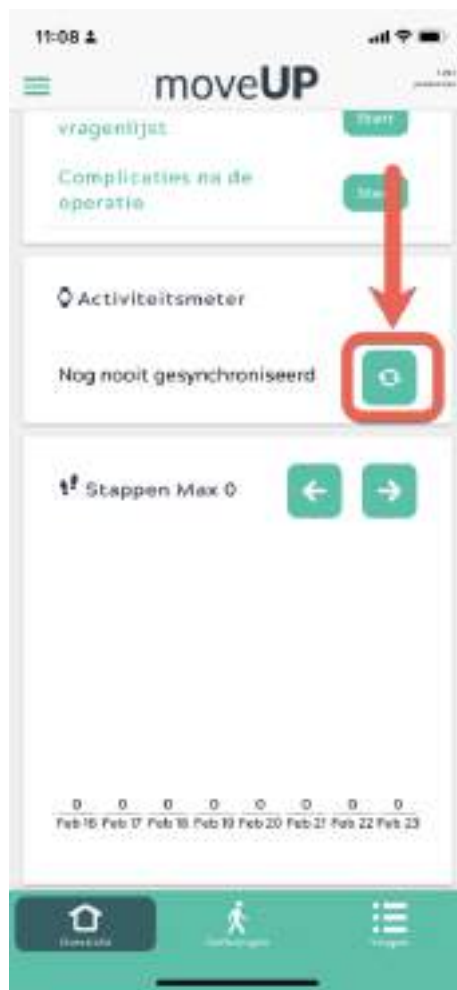 11:08
moveUP
vragenlijst
Start
Complicaties na de
operatie
Activiteitsmeter
Nog nooit gesynchroniseerd
Stappen Max 0
0 0 0 0 0 0 0 0
Feb 16 Feb 17 Feb 18 Feb 19 Feb 20 Feb 21 Feb 22 Feb 23